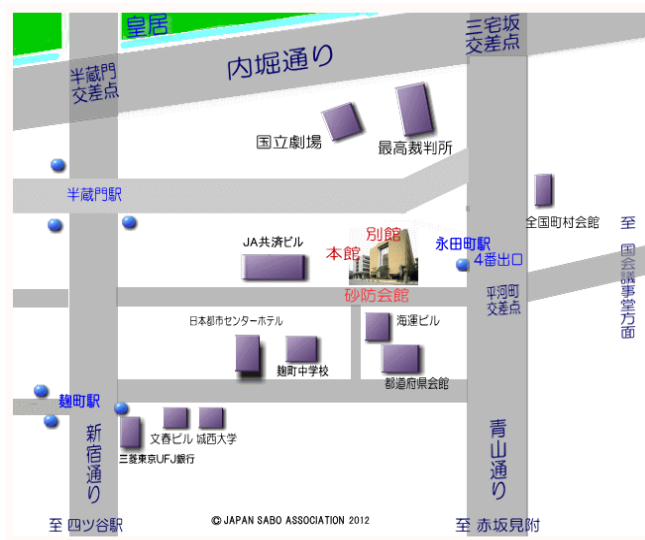 皇居
三宅坂
交差点
内堀通り
半蔵門
交差点
国立劇場
最高裁判所
半蔵門駅
全国町村会館
至 国会議事堂方面
別館
本館
JA共済ビル
永田町駅
4番出口
砂防会館
平河町
交差点
日本都市センターホテル
海運ビル
麹町中学校
都道府県会館
麹町駅
新宿通り
文春ビル 城西大学
三菱東京UFJ銀行
青山通り
至 四ツ谷駅
© JAPAN SABO ASSOCIATION 2012
至 赤坂見附